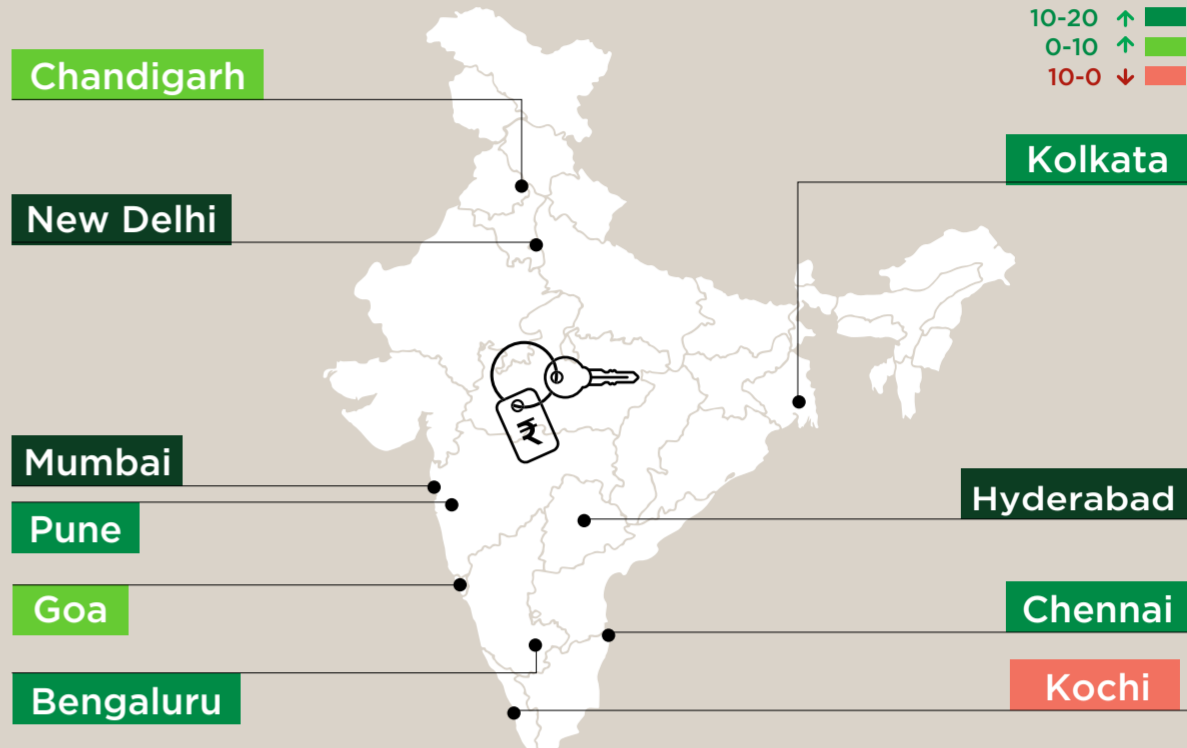 10-20 ↑
0-10 ↑
10-0 ↓
Chandigarh
Kolkata
New Delhi
₹
Mumbai
Hyderabad
Pune
Goa
Chennai
Bengaluru
Kochi